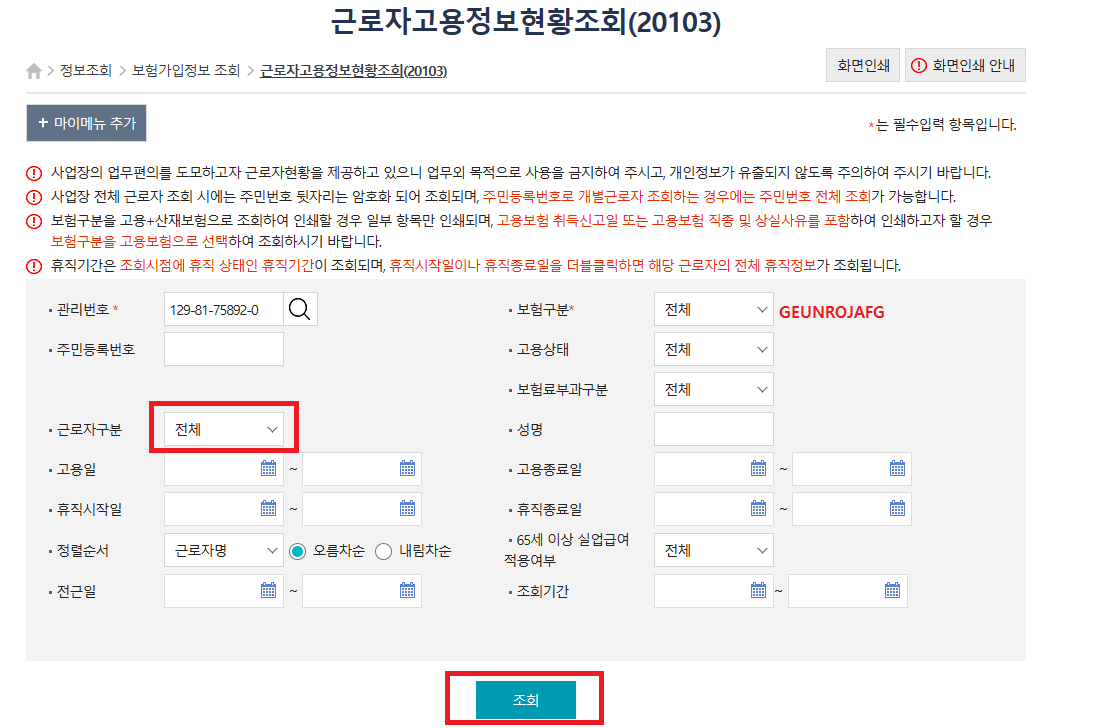 근로자고용정보현황조회(20103)
정보조회 > 보험가입정보 조회 > 근로자고용정보현황조회(20103)
화면인쇄
화면인쇄 안내
+ 마이메뉴 추가
*는 필수입력 항목입니다.
사업장의 업무편의를 도모하고자 근로자현황을 제공하고 있으니 업무외 목적으로 사용을 금지하여 주시고, 개인정보가 유출되지 않도록 주의하여 주시기 바랍니다.
사업장 전체 근로자 조회 시에는 주민번호 뒷자리는 암호화 되어 조회되며, 주민등록번호로 개별근로자 조회하는 경우에는 주민번호 전체 조회가 가능합니다.
보험구분을 고용+산재보험으로 조회하여 인쇄할 경우 일부 항목만 인쇄되며, 고용보험 취득신고일 또는 고용보험 직종 및 상실사유를 포함하여 인쇄하고자 할 경우
보험구분을 고용보험으로 선택하여 조회하시기 바랍니다.
휴직기간은 조회시점에 휴직 상태인 휴직기간이 조회되며, 휴직시작일이나 휴직종료일을 더블클릭하면 해당 근로자의 전체 휴직정보가 조회됩니다.
관리번호 * 129-81-75892-0
보험구분* 전체 GEUNROJAFG
주민등록번호
고용상태 전체
보험료부과구분 전체
근로자구분 전체
성명
고용일 ~
고용종료일 ~
휴직시작일 ~
휴직종료일 ~
정렬순서 근로자명 오름차순 내림차순
65세 이상 실업급여
적용여부 전체
전근일 ~
조회기간 ~
조회